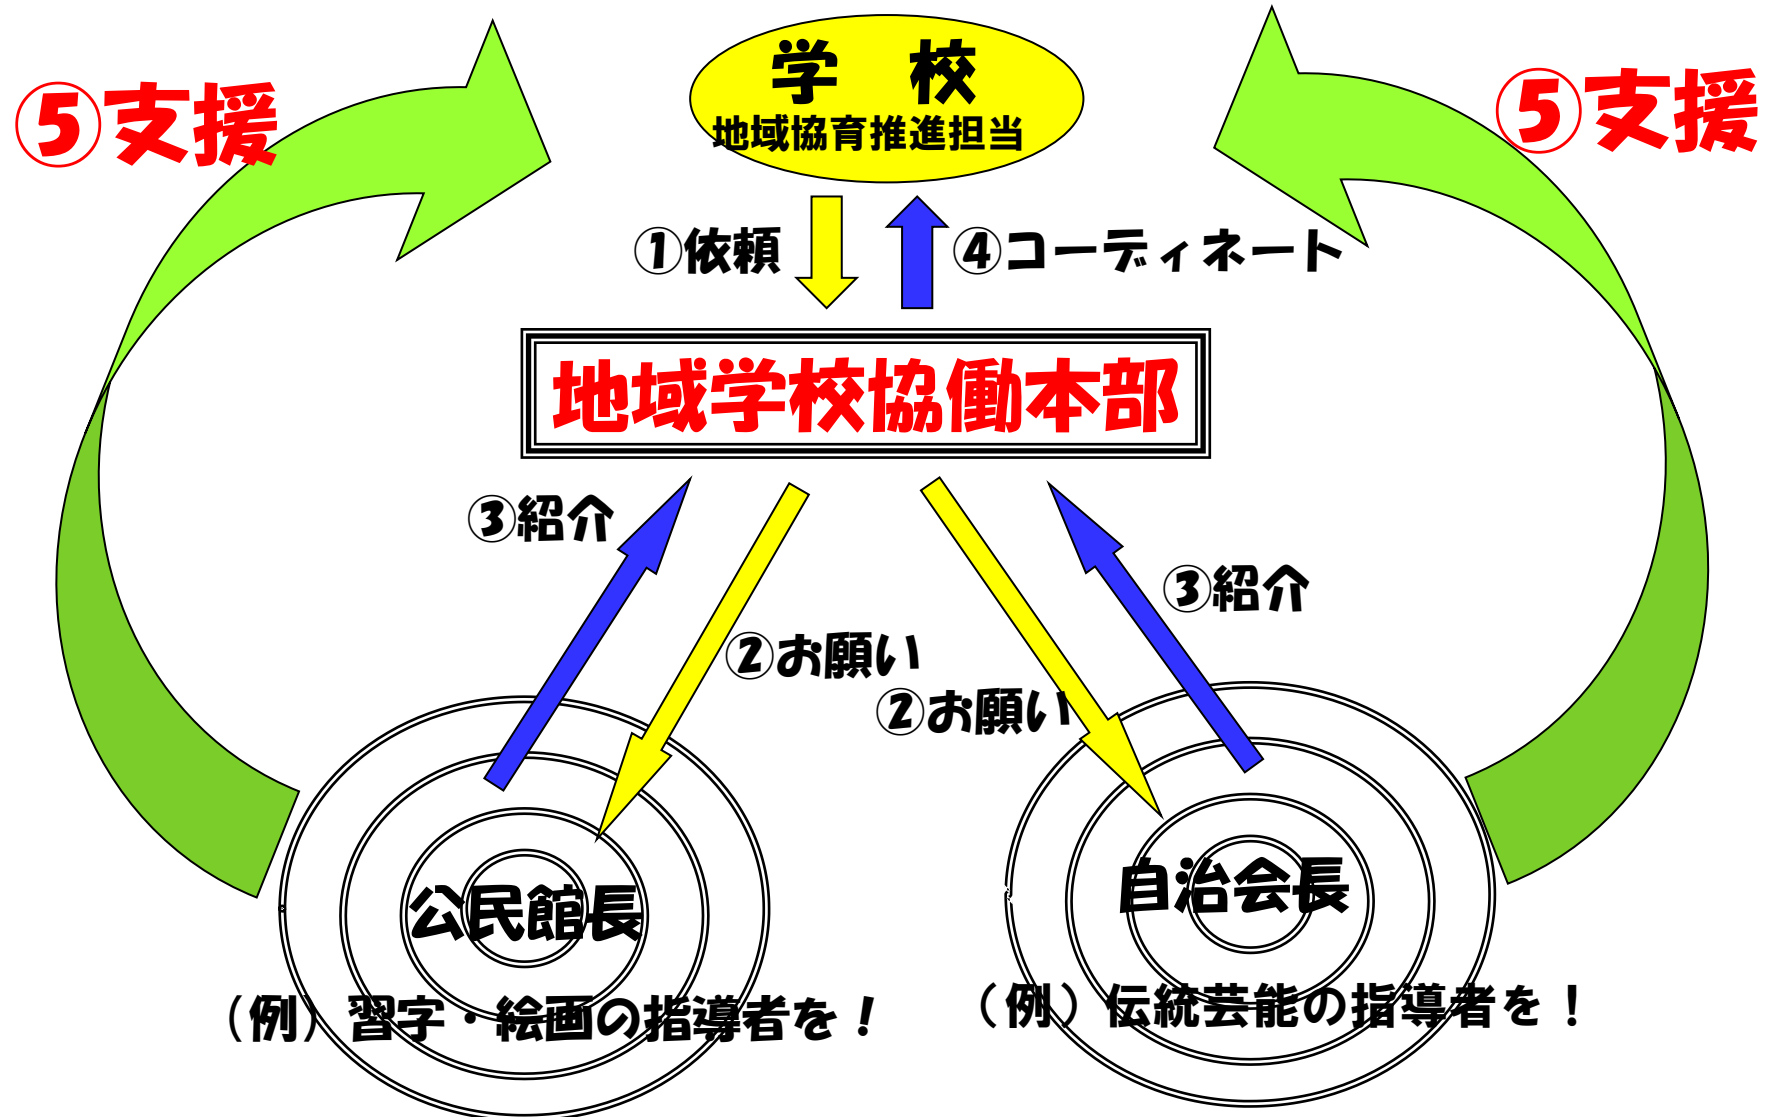 学　校
地域協育推進担当
⑤支援
⑤支援
①依頼
④コーディネート
地域学校協働本部
③紹介
③紹介
②お願い
②お願い
公民館長
自治会長
（例）習字・絵画の指導者を！
（例）伝統芸能の指導者を！